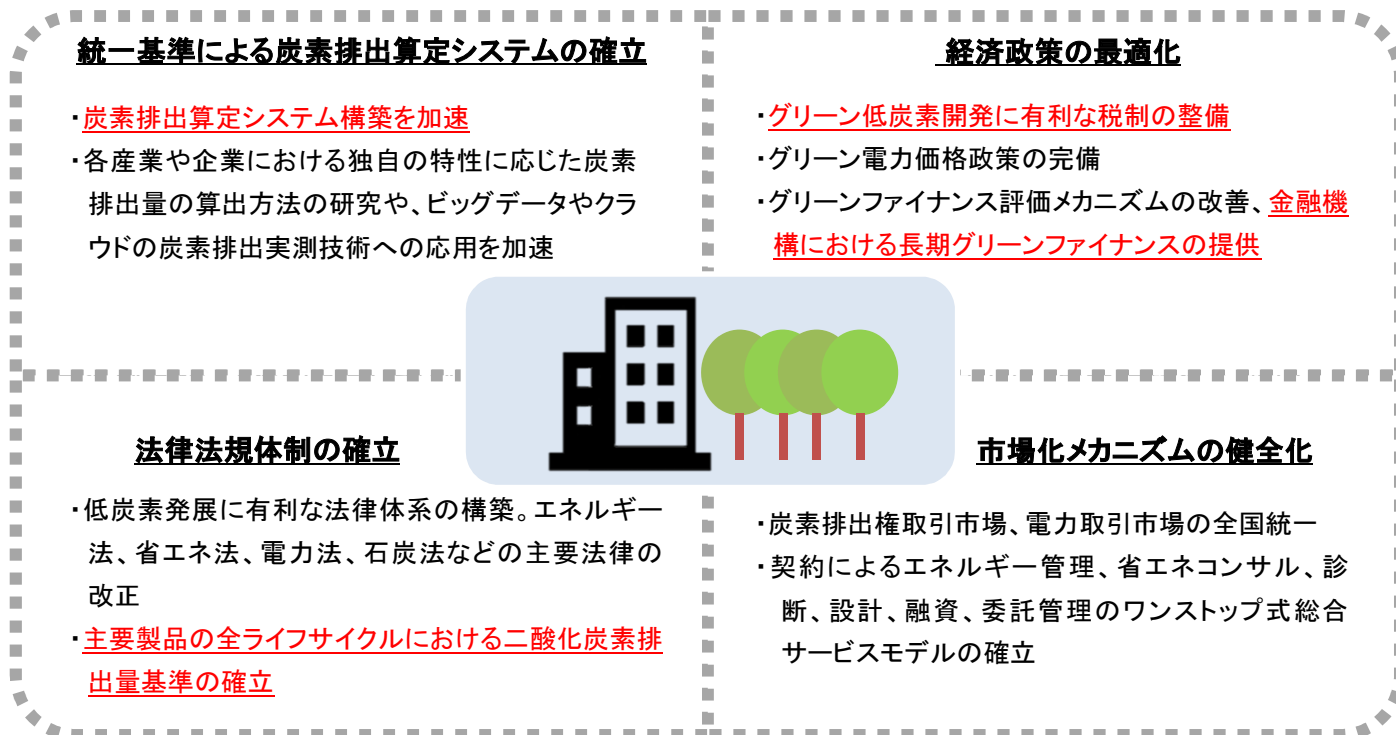 統一基準による炭素排出算定システムの確立
・炭素排出算定システム構築を加速
・各産業や企業における独自の特性に応じた炭素
排出量の算出方法の研究や、ビッグデータやクラ
ウドの炭素排出実測技術への応用を加速
経済政策の最適化
・グリーン低炭素開発に有利な税制の整備
・グリーン電力価格政策の完備
・グリーンファイナンス評価メカニズムの改善、金融機
構における長期グリーンファイナンスの提供
法律法規体制の確立
・低炭素発展に有利な法律体系の構築。エネルギー
法、省エネ法、電力法、石炭法などの主要法律の
改正
・主要製品の全ライフサイクルにおける二酸化炭素排
出量基準の確立
市場化メカニズムの健全化
・炭素排出権取引市場、電力取引市場の全国統一
・契約によるエネルギー管理、省エネコンサル、診
断、設計、融資、委託管理のワンストップ式総合
サービスモデルの確立